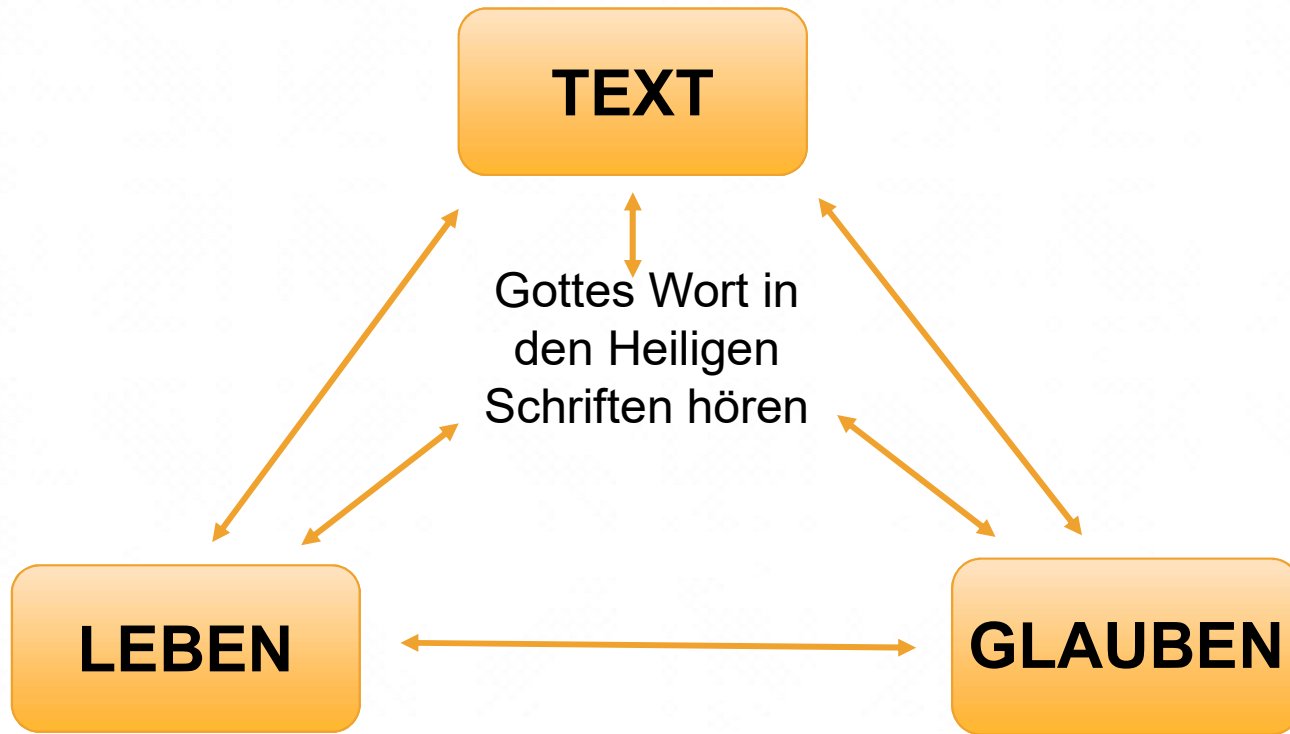 TEXT
Gottes Wort in
den Heiligen
Schriften hören
LEBEN
GLAUBEN